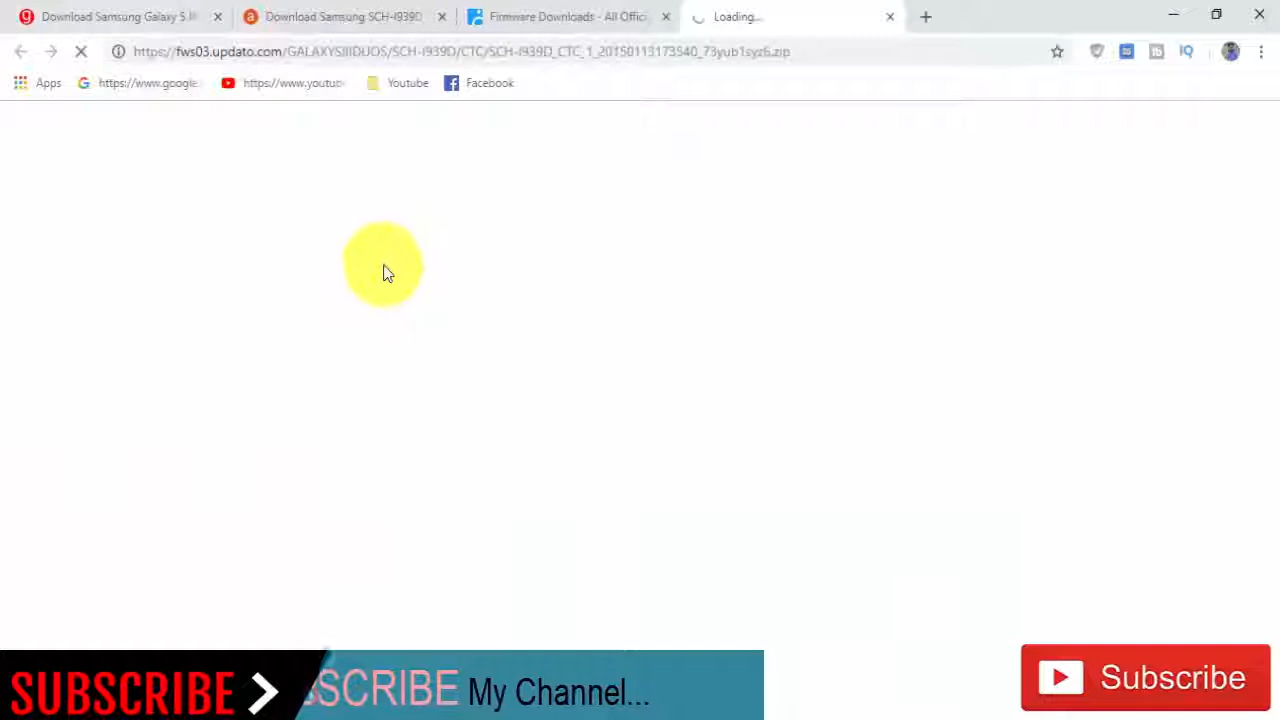 Download Samsung Galaxy S II
Download Samsung SCH-I939D
Firmware Downloads - All Offici
Loading...
https://fws03.updato.com/GALAXYSIIIDUOS/SCH-I939D/CTC/SCH-I939D_CTC_1_20150113173540_73yub1syz6.zip
Apps
https://www.google
https://www.youtub
Youtube
Facebook
SUBSCRIBE
SCRIBE My Channel...
Subscribe